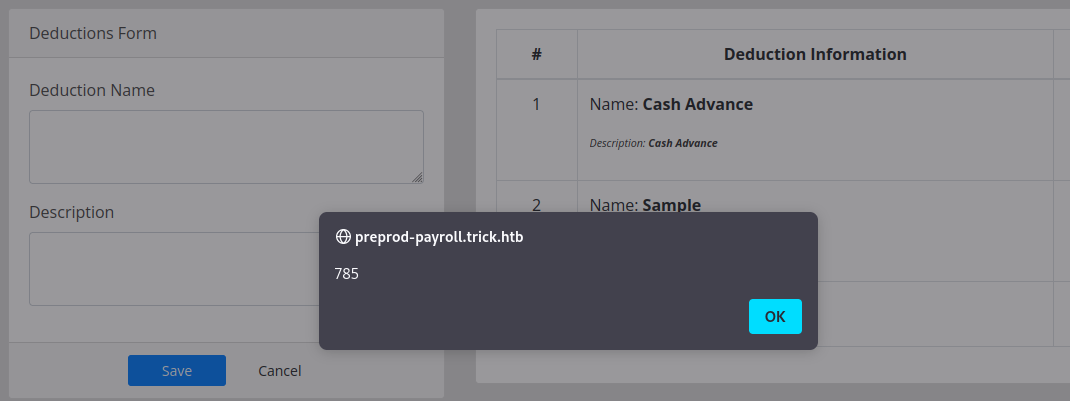 Deductions Form
Deduction Name
Description
Save Cancel
# Deduction Information
1 Name: Cash Advance
Description: Cash Advance
2 Name: Sample
preprod-payroll.trick.htb
785
OK